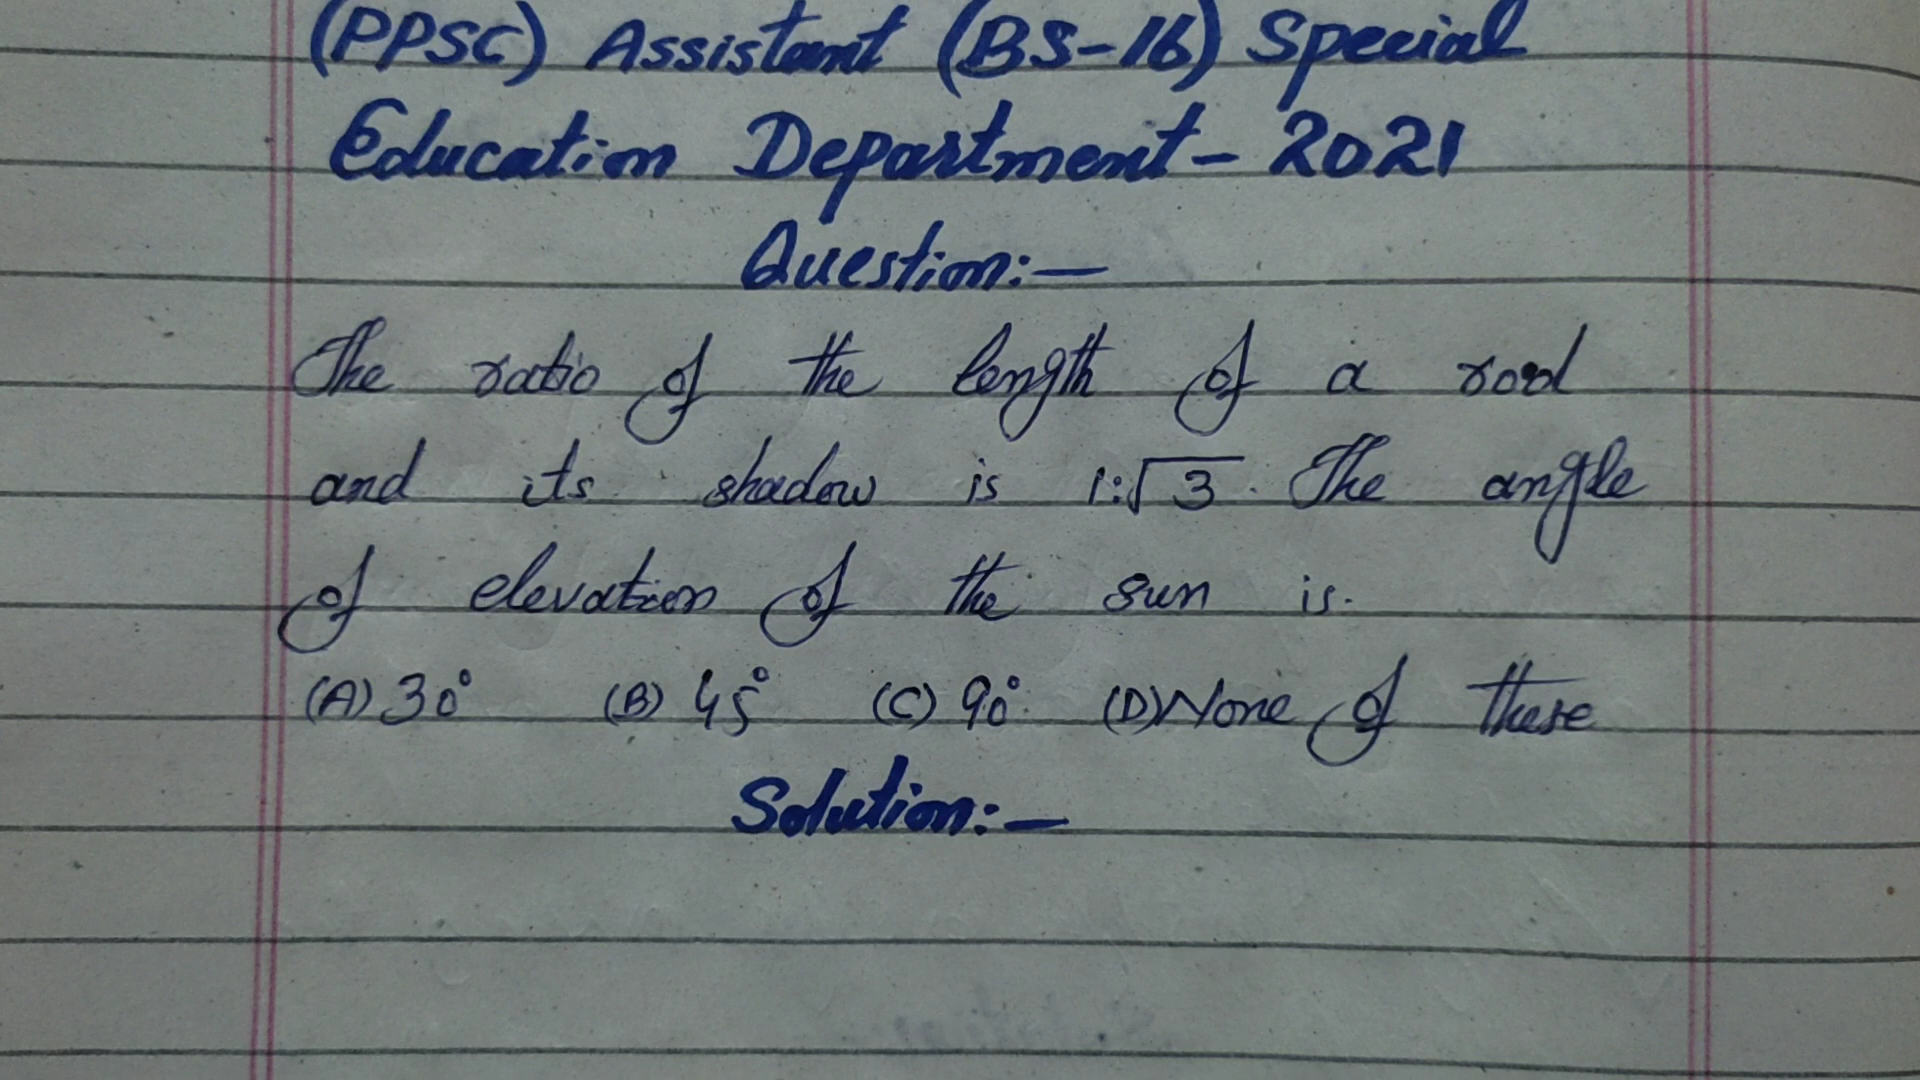 (PPSC) Assistant (BS-16) Special
Education Department - 2021
Question:-
The ratio of the length of a rood
and its shadow is 1:√3. The angle
of elevation of the sun is.
(A) 30° (B) 45° (C) 90° (D) None of these
Solution:-